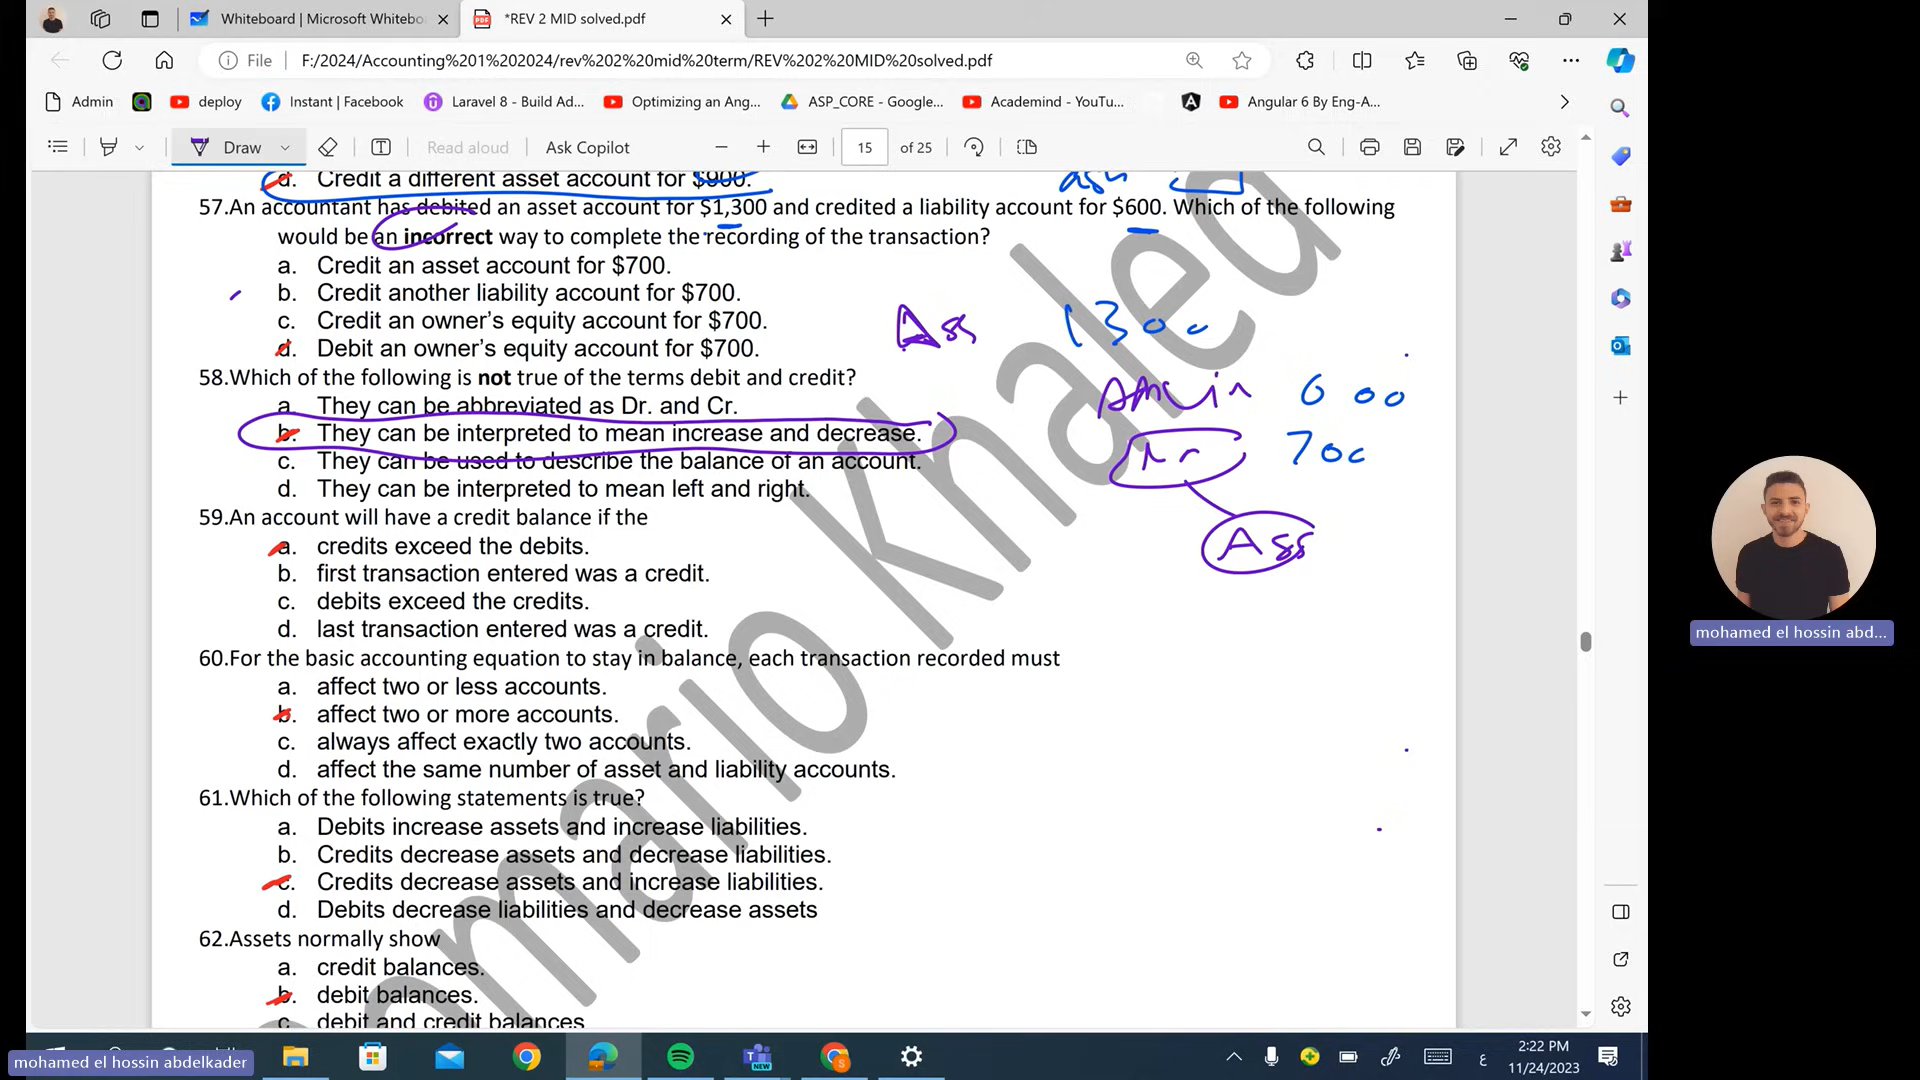 Whiteboard | Microsoft Whitebo
*REV 2 MID solved.pdf
File
F:/2024/Accounting%201%202024/rev%202%20mid%20term/REV%202%20MID%20solved.pdf
Admin
deploy
Instant | Facebook
Laravel 8 - Build Ad...
Optimizing an Ang...
ASP_CORE - Google...
Academind - YouTu...
Angular 6 By Eng-A...
Draw
Read aloud
Ask Copilot
15
of 25
d. Credit a different asset account for $900.
57.An accountant has debited an asset account for $1,300 and credited a liability account for $600. Which of the following
would be an incorrect way to complete the recording of the transaction?
a. Credit an asset account for $700.
b. Credit another liability account for $700.
c. Credit an owner's equity account for $700.
d. Debit an owner's equity account for $700.
58.Which of the following is not true of the terms debit and credit?
a. They can be abbreviated as Dr. and Cr.
b. They can be interpreted to mean increase and decrease.
c. They can be used to describe the balance of an account.
d. They can be interpreted to mean left and right.
59.An account will have a credit balance if the
a. credits exceed the debits.
b. first transaction entered was a credit.
c. debits exceed the credits.
d. last transaction entered was a credit.
60.For the basic accounting equation to stay in balance, each transaction recorded must
a. affect two or less accounts.
b. affect two or more accounts.
c. always affect exactly two accounts.
d. affect the same number of asset and liability accounts.
61.Which of the following statements is true?
a. Debits increase assets and increase liabilities.
b. Credits decrease assets and decrease liabilities.
c. Credits decrease assets and increase liabilities.
d. Debits decrease liabilities and decrease assets
62.Assets normally show
a. credit balances.
b. debit balances.
c. debit and credit balances
Ass 1300
600
700
Ass
mario Khaled
mohamed el hossin abd...
mohamed el hossin abdelkader
NEW
ع
2:22 PM
11/24/2023